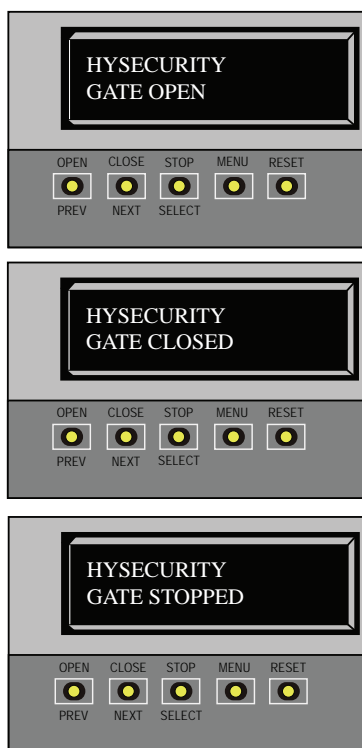 HYSECURITY
GATE OPEN
OPEN CLOSE STOP MENU RESET
PREV NEXT SELECT
HYSECURITY
GATE CLOSED
OPEN CLOSE STOP MENU RESET
PREV NEXT SELECT
HYSECURITY
GATE STOPPED
OPEN CLOSE STOP MENU RESET
PREV NEXT SELECT